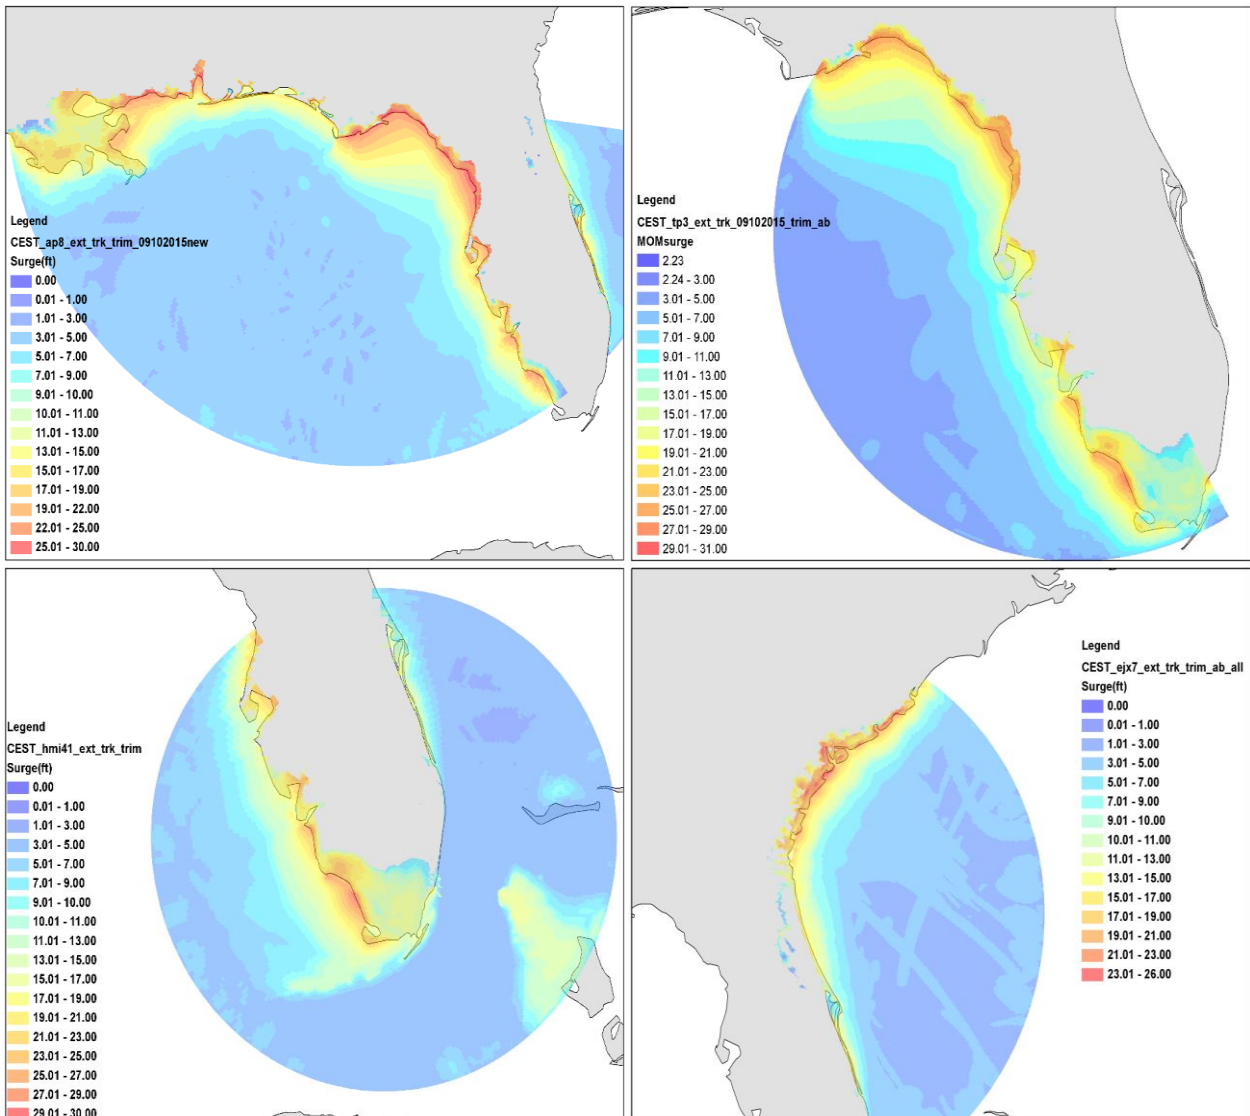 Legend
CEST_ap8_ext_trk_trim_09102015new
Surge(ft)
0.00
0.01 - 1.00
1.01 - 3.00
3.01 - 5.00
5.01 - 7.00
7.01 - 9.00
9.01 - 10.00
10.01 - 11.00
11.01 - 13.00
13.01 - 15.00
15.01 - 17.00
17.01 - 19.00
19.01 - 22.00
22.01 - 25.00
25.01 - 30.00
Legend
CEST_tp3_ext_trk_09102015_trim_ab
MOMsurge
2.23
2.24 - 3.00
3.01 - 5.00
5.01 - 7.00
7.01 - 9.00
9.01 - 11.00
11.01 - 13.00
13.01 - 15.00
15.01 - 17.00
17.01 - 19.00
19.01 - 21.00
21.01 - 23.00
23.01 - 25.00
25.01 - 27.00
27.01 - 29.00
29.01 - 31.00
Legend
CEST_hmi41_ext_trk_trim
Surge(ft)
0.00
0.01 - 1.00
1.01 - 3.00
3.01 - 5.00
5.01 - 7.00
7.01 - 9.00
9.01 - 10.00
10.01 - 11.00
11.01 - 13.00
13.01 - 15.00
15.01 - 17.00
17.01 - 19.00
19.01 - 21.00
21.01 - 23.00
23.01 - 25.00
25.01 - 27.00
27.01 - 29.00
29.01 - 30.00
Legend
CEST_ejx7_ext_trk_trim_ab_all
Surge(ft)
0.00
0.01 - 1.00
1.01 - 3.00
3.01 - 5.00
5.01 - 7.00
7.01 - 9.00
9.01 - 10.00
10.01 - 11.00
11.01 - 13.00
13.01 - 15.00
15.01 - 17.00
17.01 - 19.00
19.01 - 21.00
21.01 - 23.00
23.01 - 26.00